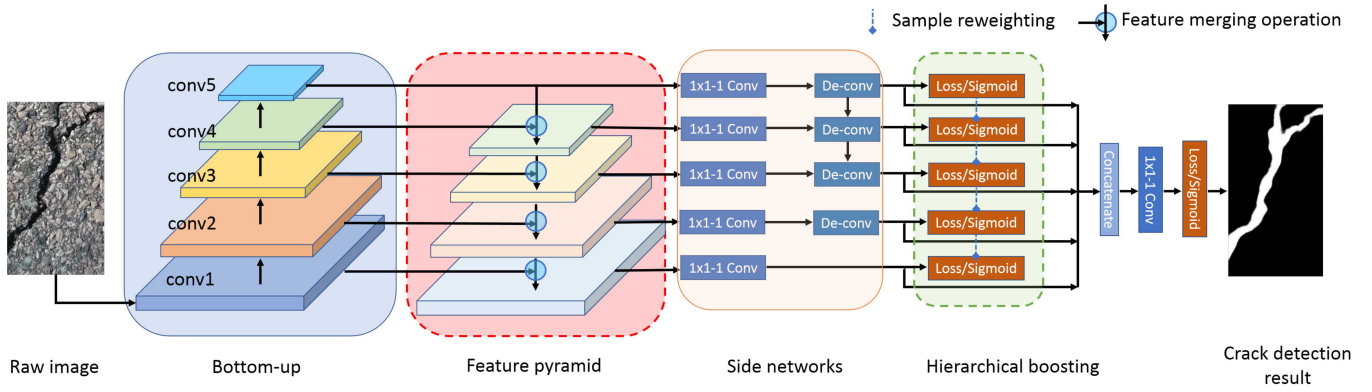 Sample reweighting
Feature merging operation
conv5
conv4
conv3
conv2
conv1
1x1-1 Conv
De-conv
Loss/Sigmoid
1x1-1 Conv
De-conv
Loss/Sigmoid
1x1-1 Conv
De-conv
Loss/Sigmoid
1x1-1 Conv
De-conv
Loss/Sigmoid
1x1-1 Conv
Loss/Sigmoid
Concatenate
1x1-1 Conv
Loss/Sigmoid
Raw image
Bottom-up
Feature pyramid
Side networks
Hierarchical boosting
Crack detection
result